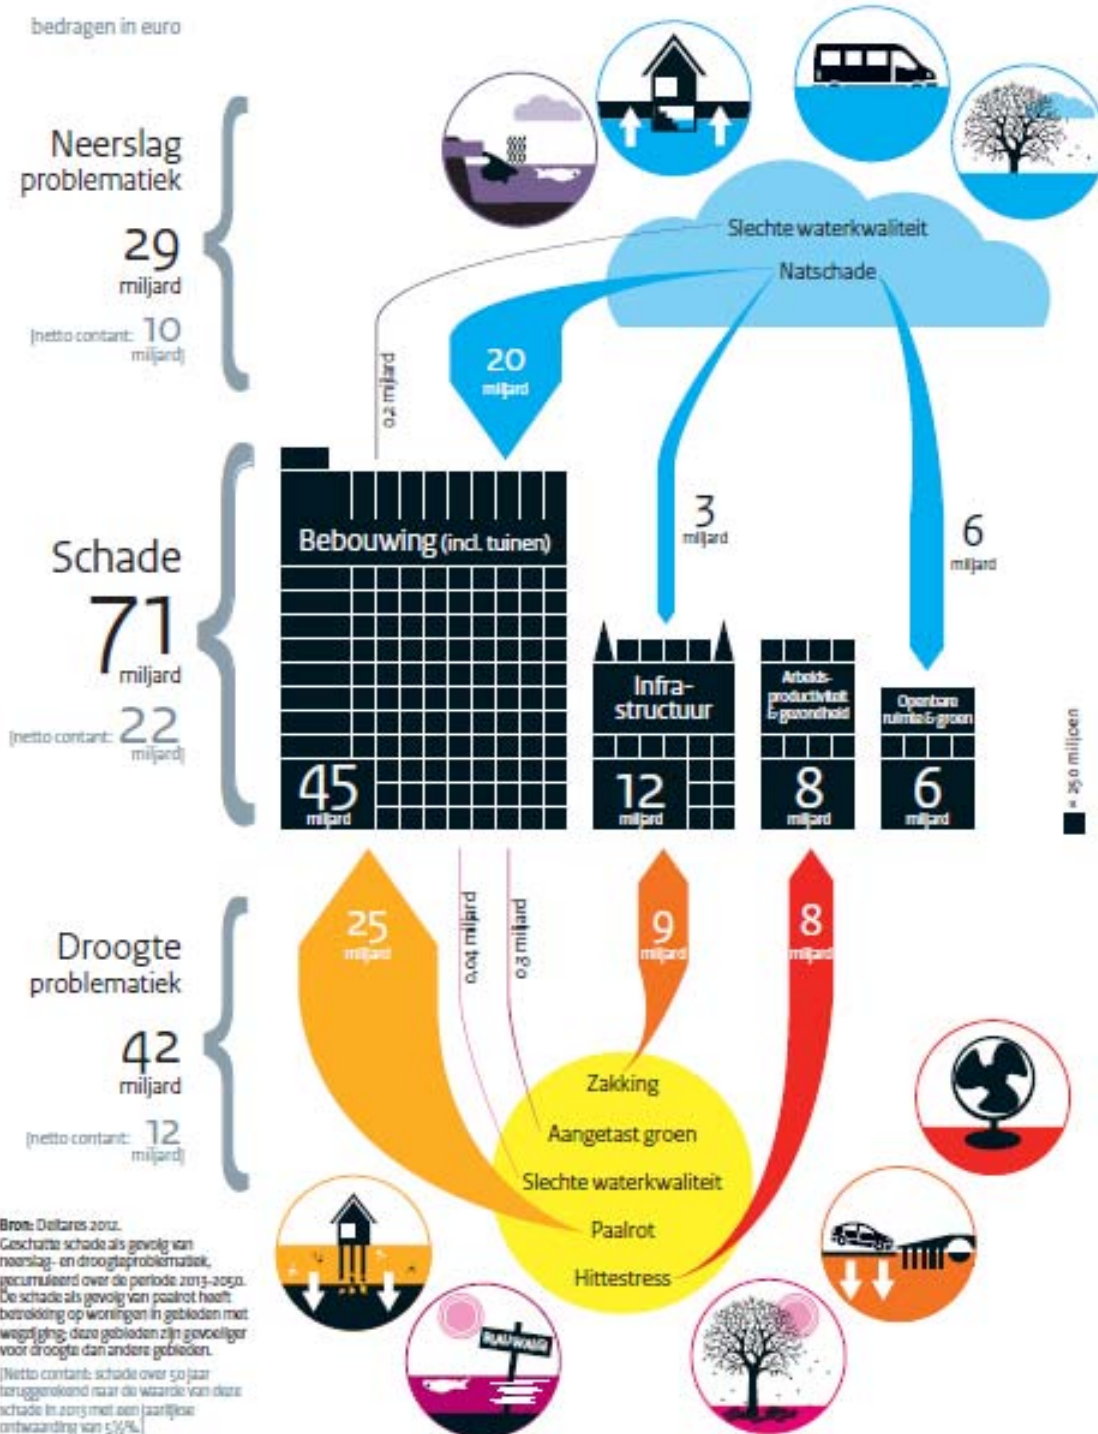 bedragen in euro
Neerslag
problematiek
29
miljard
[netto contant: 10
miljard]
Slechte waterkwaliteit
Natschade
0,2 miljard
20
miljard
3
miljard
6
miljard
Schade
71
miljard
[netto contant: 22
miljard]
Bebouwing (incl. tuinen)
45
miljard
Infra-
structuur
12
miljard
Arbeids-
productiviteit
& gezondheid
8
miljard
Openbare
ruimte & groen
6
miljard
= 250 miljoen
Droogte
problematiek
42
miljard
[netto contant: 12
miljard]
25
miljard
0,04 miljard
0,3 miljard
9
miljard
8
miljard
Zakking
Aangetast groen
Slechte waterkwaliteit
Paalrot
Hittestress
BLAUWALG
Bron: Deltares 2012.
Geschatte schade als gevolg van
neerslag- en droogteproblematiek,
gecumuleerd over de periode 2013-2050.
De schade als gevolg van paalrot heeft
betrekking op woningen in gebieden met
wegzijging; deze gebieden zijn gevoeliger
voor droogte dan andere gebieden.
[Netto contant: schade over 50 jaar
teruggerekend naar de waarde van deze
schade in 2013 met een jaarlijkse
ontwaarding van 5½%.]